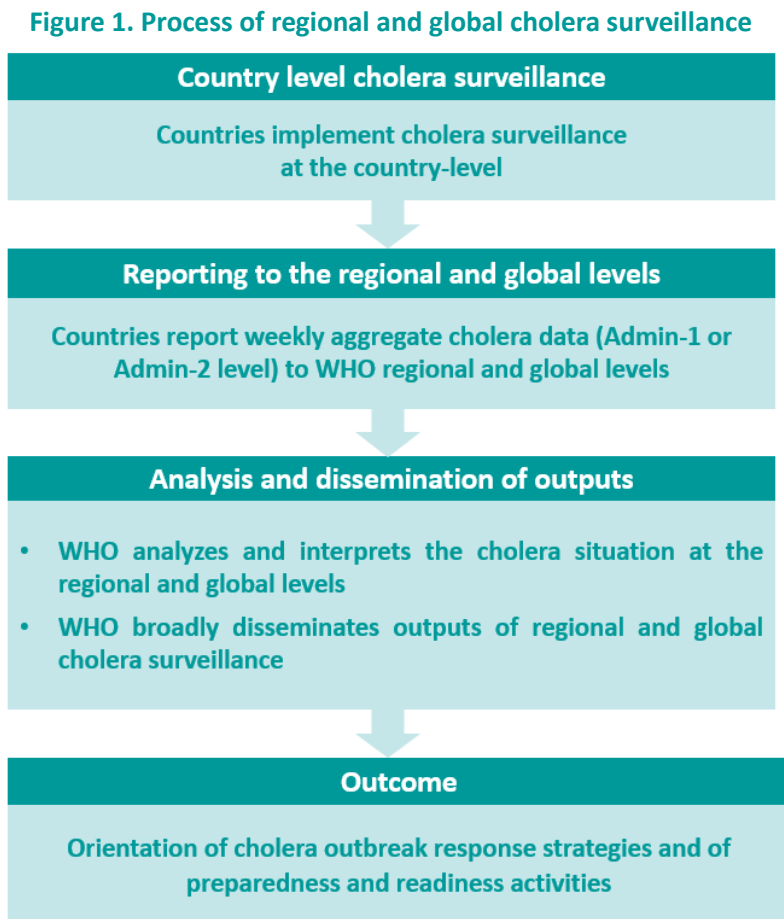 Figure 1. Process of regional and global cholera surveillance
Country level cholera surveillance
Countries implement cholera surveillance
at the country-level
Reporting to the regional and global levels
Countries report weekly aggregate cholera data (Admin-1 or
Admin-2 level) to WHO regional and global levels
Analysis and dissemination of outputs
• WHO analyzes and interprets the cholera situation at the
regional and global levels
• WHO broadly disseminates outputs of regional and global
cholera surveillance
Outcome
Orientation of cholera outbreak response strategies and of
preparedness and readiness activities